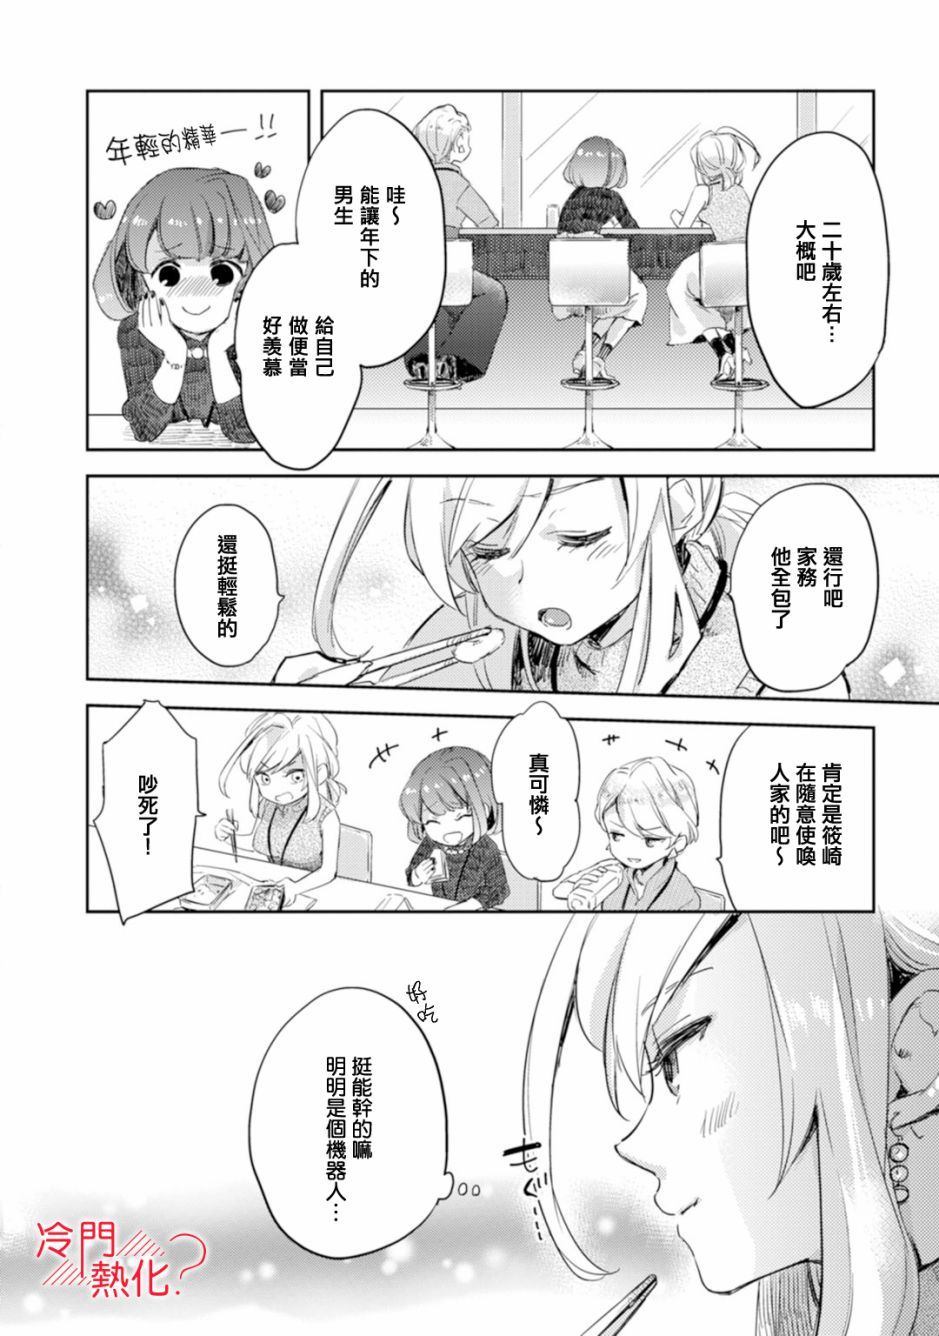 二十歲左右…
大概吧
哇～
能讓年下的
男生
給自己
做便當
好羨慕
年輕的精華ー!!
還行吧
家務
他全包了
還挺輕鬆的
肯定是筱崎
在隨意使喚
人家的吧～
真可憐～
吵死了！
好吃
挺能幹的嘛
明明是個機器人…
冷門
熱化？